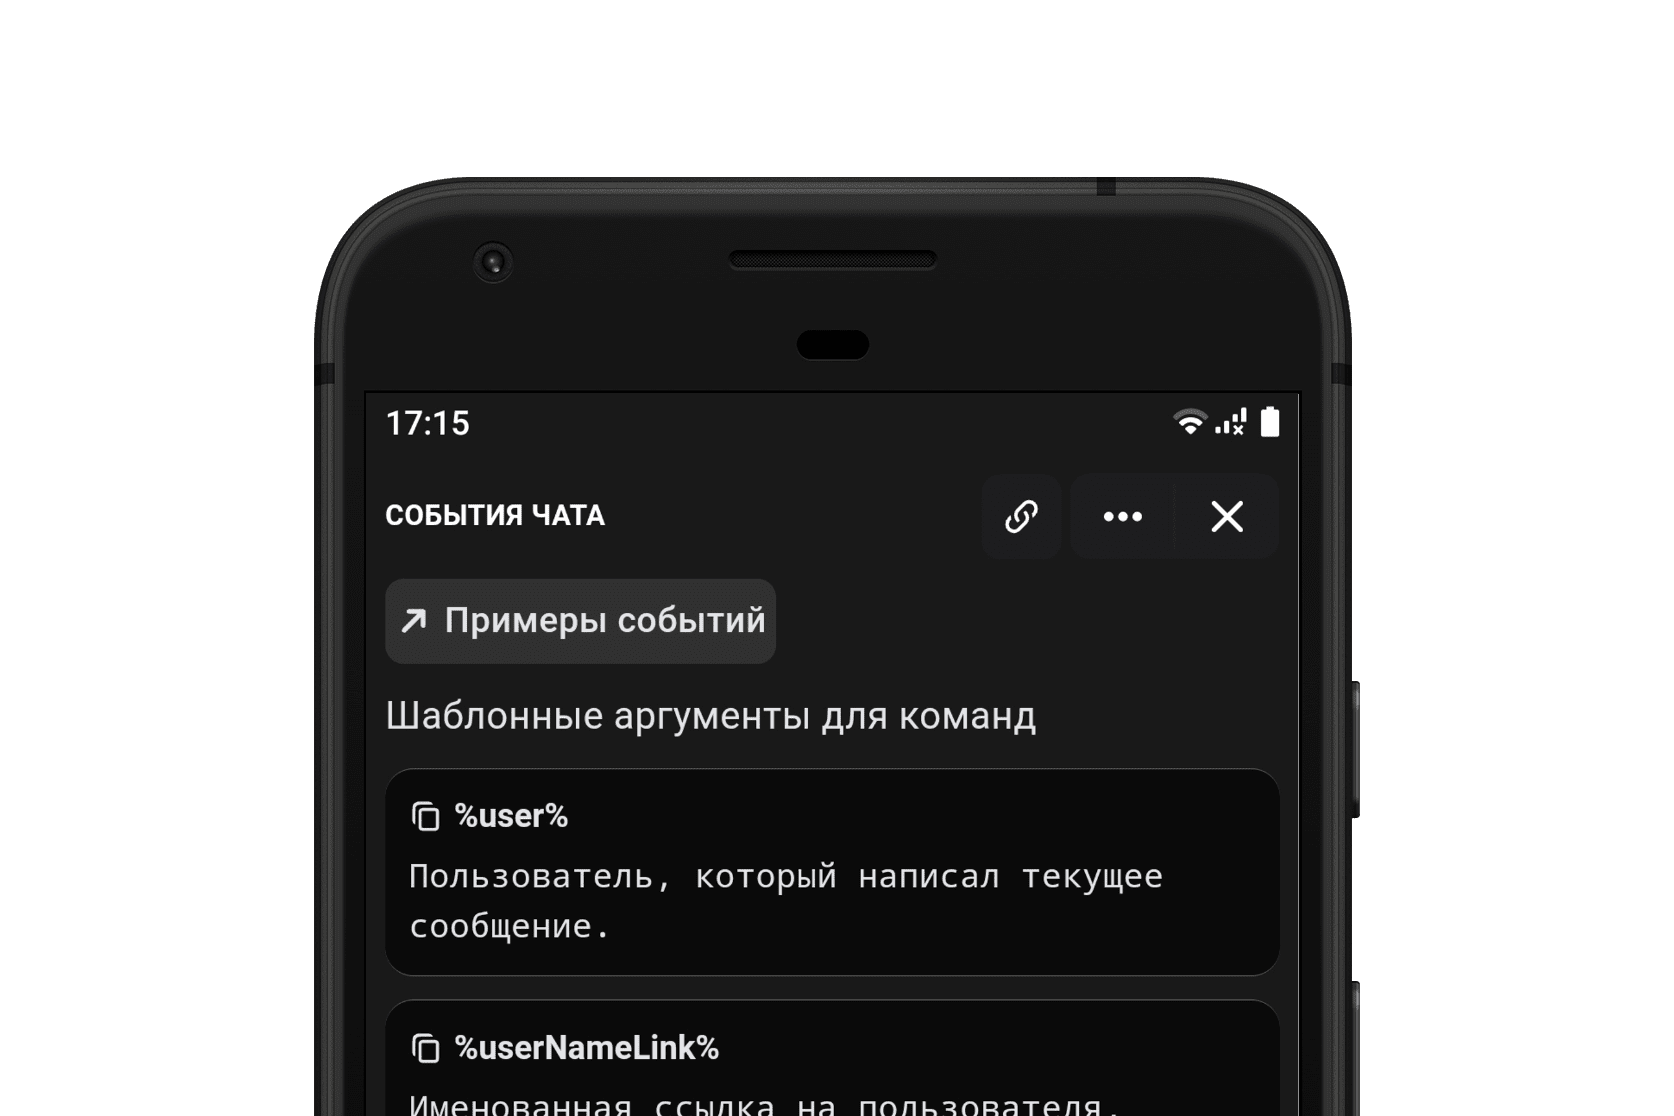 17:15
СОБЫТИЯ ЧАТА
Примеры событий
Шаблонные аргументы для команд
%user%
Пользователь, который написал текущее
сообщение.
%userNameLink%
Именованная ссылка на пользователя,